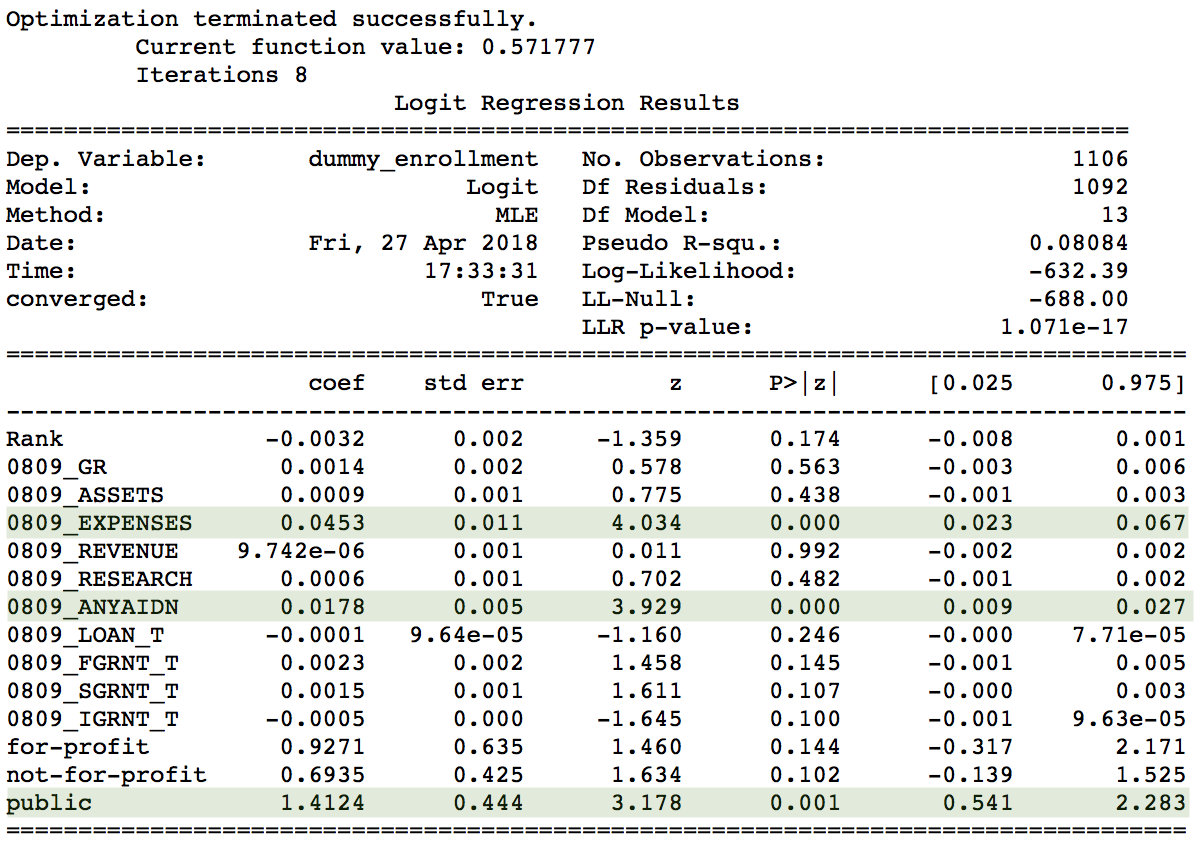 Optimization terminated successfully.
         Current function value: 0.571777
         Iterations 8
                           Logit Regression Results
==============================================================================
Dep. Variable:       dummy_enrollment   No. Observations:                 1106
Model:                          Logit   Df Residuals:                     1092
Method:                           MLE   Df Model:                           13
Date:                Fri, 27 Apr 2018   Pseudo R-squ.:                 0.08084
Time:                        17:33:31   Log-Likelihood:                -632.39
converged:                       True   LL-Null:                       -688.00
                                        LLR p-value:                 1.071e-17
==================================================================================
                     coef    std err          z      P>|z|      [0.025      0.975]
----------------------------------------------------------------------------------
Rank              -0.0032      0.002     -1.359      0.174      -0.008       0.001
0809_GR            0.0014      0.002      0.578      0.563      -0.003       0.006
0809_ASSETS        0.0009      0.001      0.775      0.438      -0.001       0.003
0809_EXPENSES      0.0453      0.011      4.034      0.000       0.023       0.067
0809_REVENUE    9.742e-06      0.001      0.011      0.992      -0.002       0.002
0809_RESEARCH      0.0006      0.001      0.702      0.482      -0.001       0.002
0809_ANYAIDN       0.0178      0.005      3.929      0.000       0.009       0.027
0809_LOAN_T       -0.0001   9.64e-05     -1.160      0.246      -0.000    7.71e-05
0809_FGRNT_T       0.0023      0.002      1.458      0.145      -0.001       0.005
0809_SGRNT_T       0.0015      0.001      1.611      0.107      -0.000       0.003
0809_IGRNT_T      -0.0005      0.000     -1.645      0.100      -0.001    9.63e-05
for-profit         0.9271      0.635      1.460      0.144      -0.317       2.171
not-for-profit     0.6935      0.425      1.634      0.102      -0.139       1.525
public             1.4124      0.444      3.178      0.001       0.541       2.283
==================================================================================